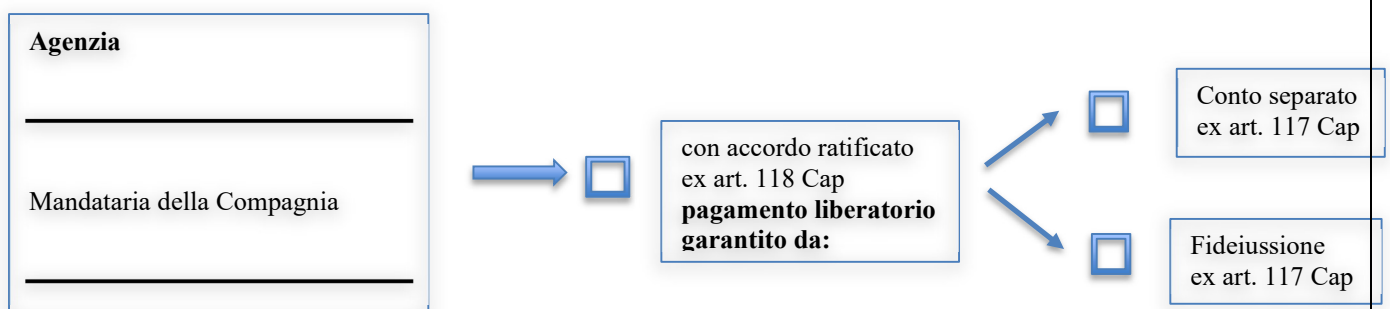 Agenzia
Mandataria della Compagnia
con accordo ratificato
ex art. 118 Cap
pagamento liberatorio
garantito da:
Conto separato
ex art. 117 Cap
Fideiussione
ex art. 117 Cap